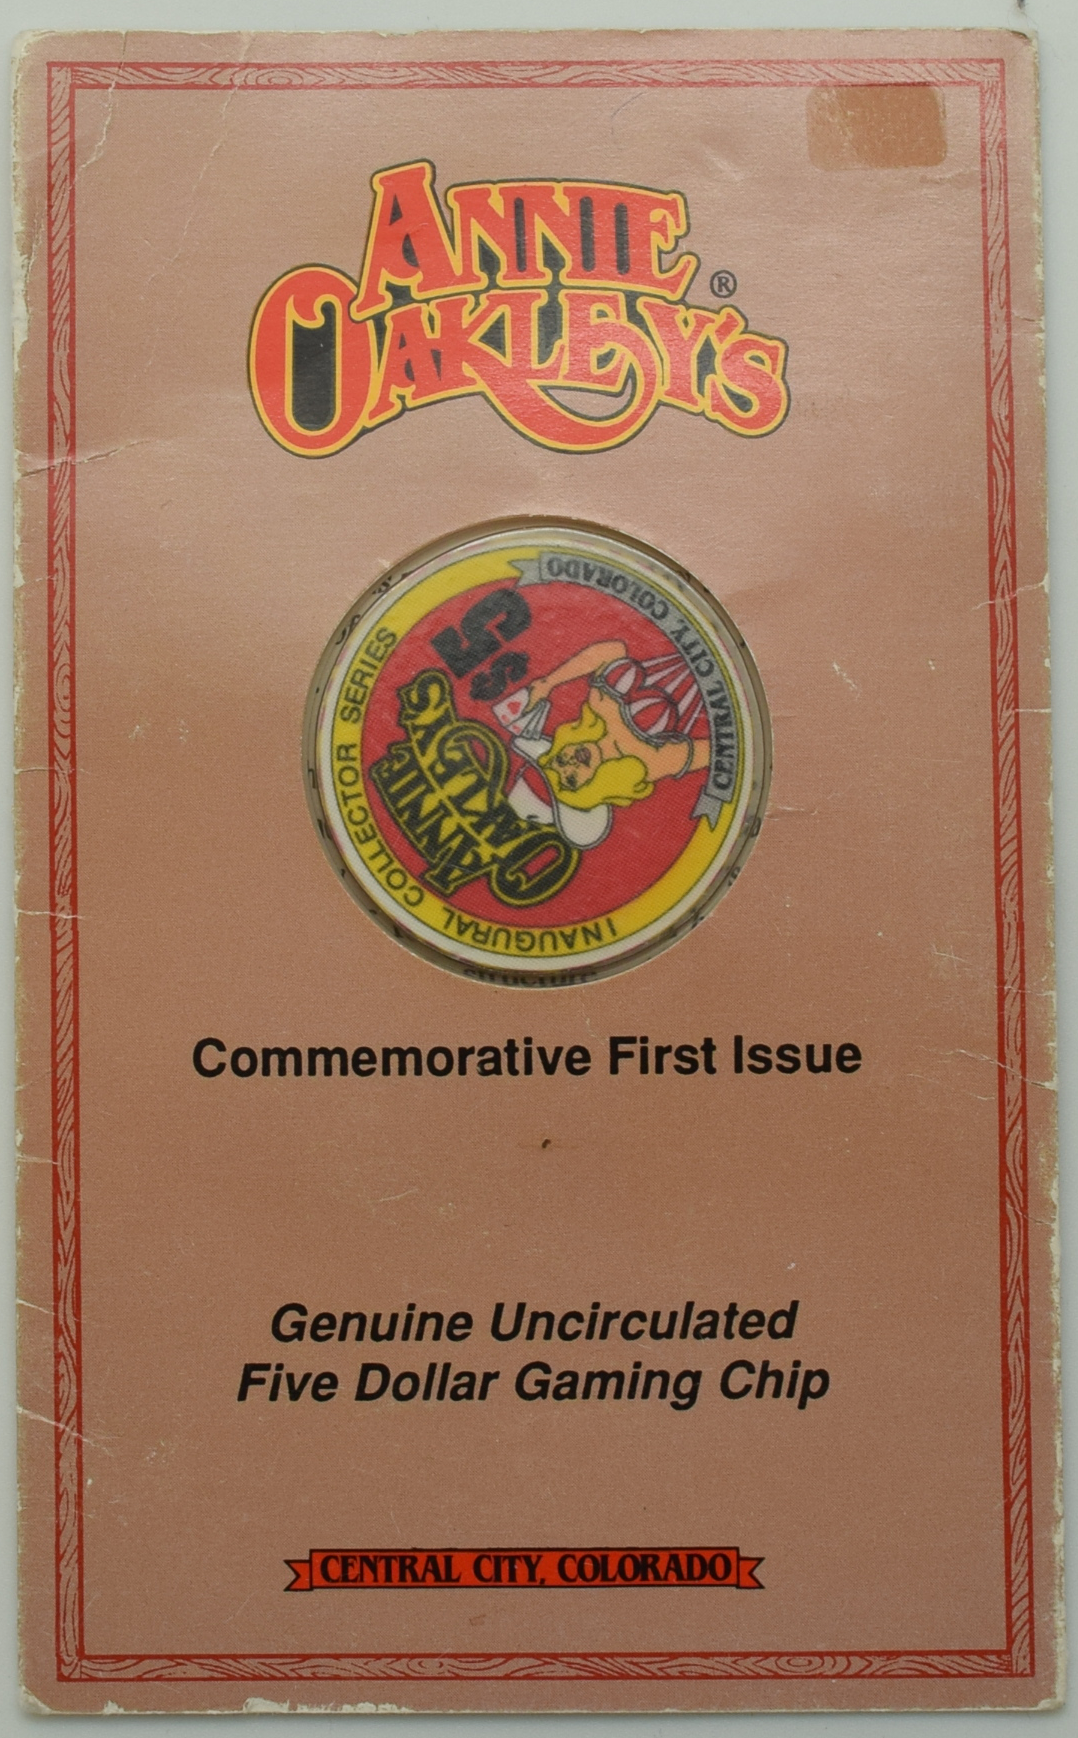 ANNIE
OAKLEY'S ®
INAUGURAL COLLECTOR SERIES
ANNIE
OAKLEY'S
$5
CENTRAL CITY, COLORADO
structure
Commemorative First Issue
Genuine Uncirculated
Five Dollar Gaming Chip
CENTRAL CITY, COLORADO